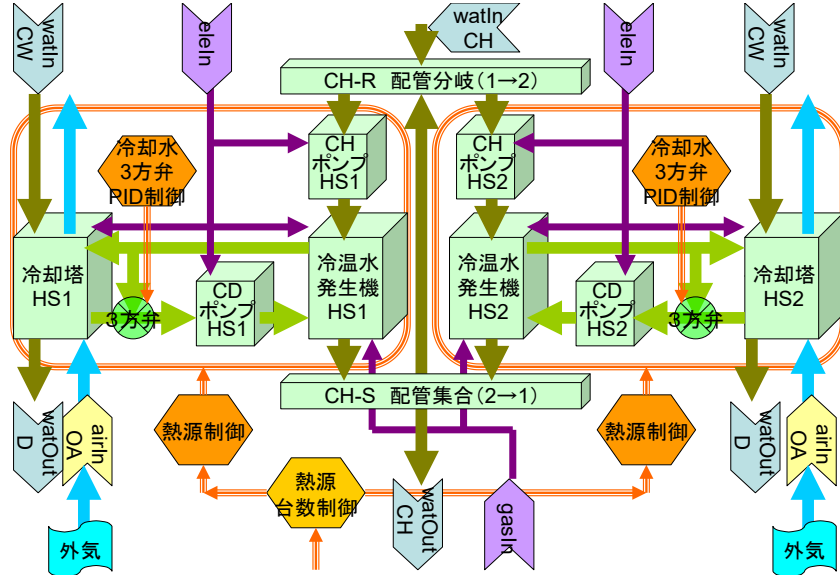 watIn
CW
eleIn
watIn
CH
eleIn
watIn
CW
CH-R 配管分岐(1→2)
冷却水
3方弁
PID制御
CH
ポンプ
HS1
CH
ポンプ
HS2
冷却水
3方弁
PID制御
冷却塔
HS1
冷温水
発生機
HS1
冷温水
発生機
HS2
冷却塔
HS2
3方弁
CD
ポンプ
HS1
CD
ポンプ
HS2
3方弁
CH-S 配管集合(2→1)
watOut
D
airIn
OA
熱源制御
熱源制御
watOut
D
airIn
OA
熱源
台数制御
watOut
CH
gasIn
外気
外気